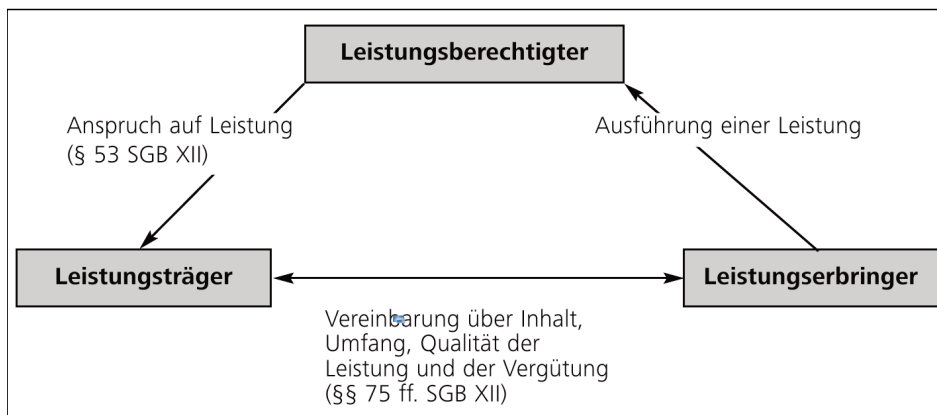 Leistungsberechtigter
Anspruch auf Leistung
(§ 53 SGB XII)
Ausführung einer Leistung
Leistungsträger
Leistungserbringer
Vereinbarung über Inhalt,
Umfang, Qualität der
Leistung und der Vergütung
(§§ 75 ff. SGB XII)